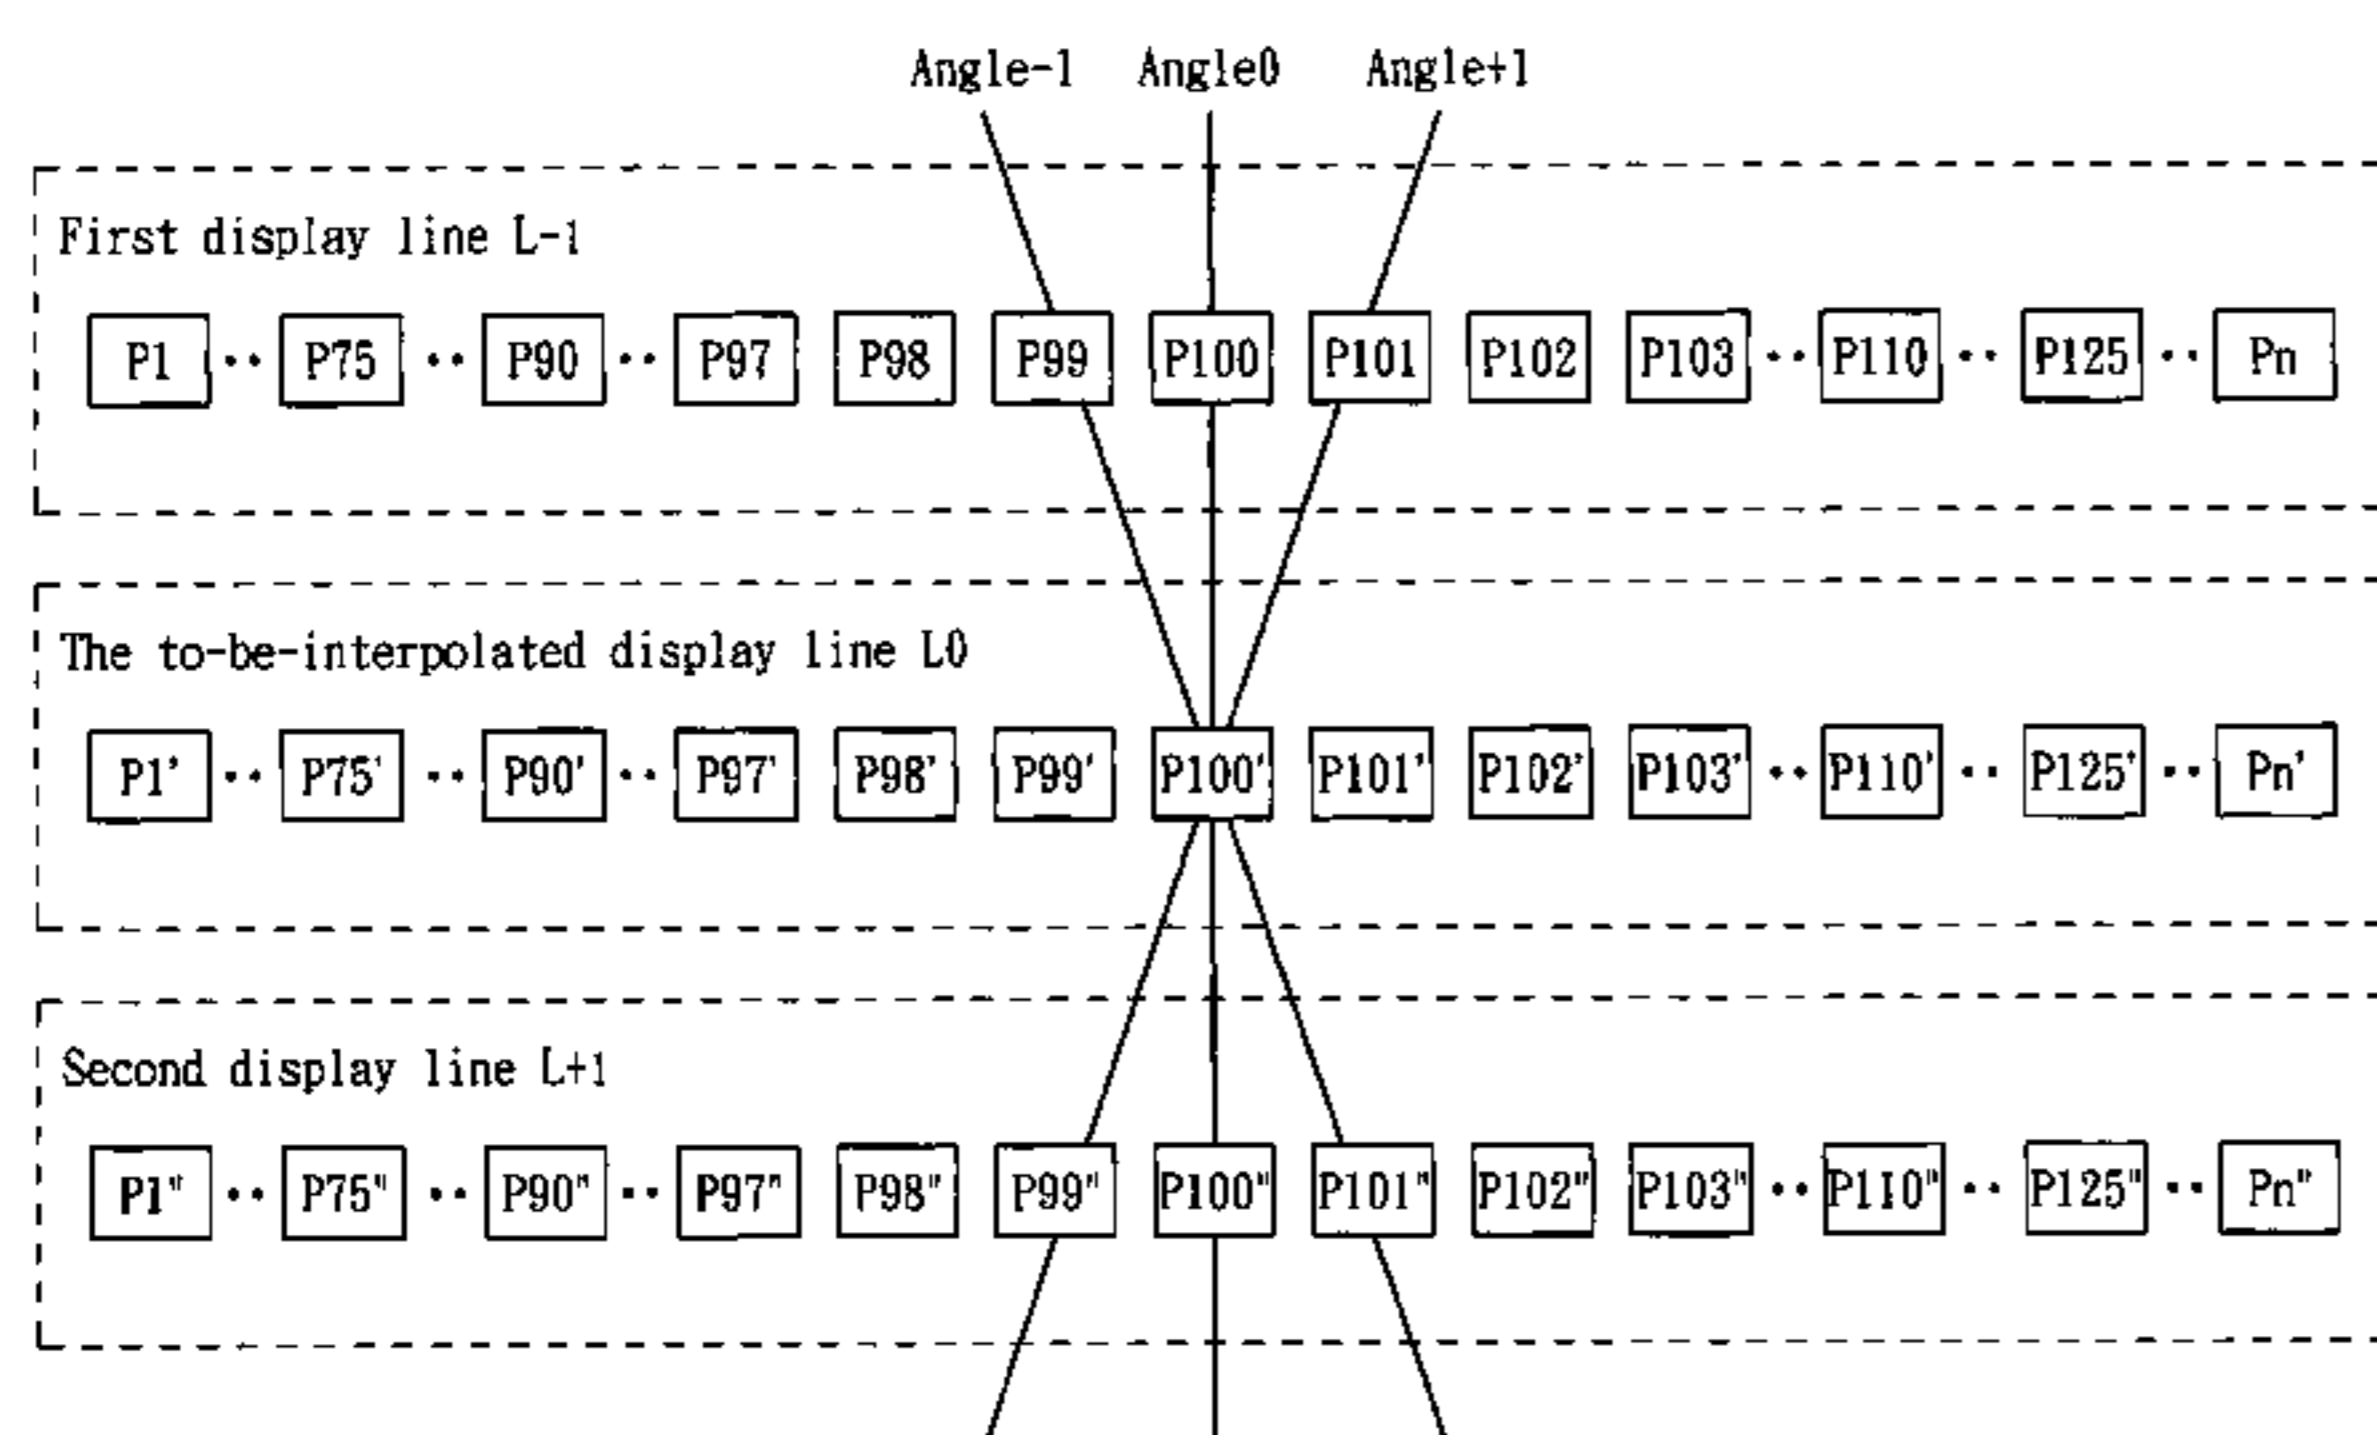 Angle-1 Angle0 Angle+1
First display line L-1
P1 ·· P75 ·· P90 ·· P97 P98 P99 P100 P101 P102 P103 ·· P110 ·· P125 ·· Pn
The to-be-interpolated display line L0
P1' ·· P75' ·· P90' ·· P97' P98' P99' P100' P101' P102' P103' ·· P110' ·· P125' ·· Pn'
Second display line L+1
P1" ·· P75" ·· P90" ·· P97" P98" P99" P100" P101" P102" P103" ·· P110" ·· P125" ·· Pn"